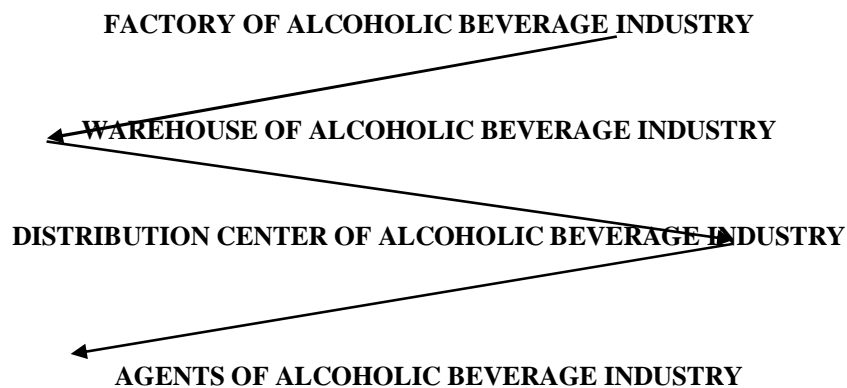 FACTORY OF ALCOHOLIC BEVERAGE INDUSTRY
WAREHOUSE OF ALCOHOLIC BEVERAGE INDUSTRY
DISTRIBUTION CENTER OF ALCOHOLIC BEVERAGE INDUSTRY
AGENTS OF ALCOHOLIC BEVERAGE INDUSTRY